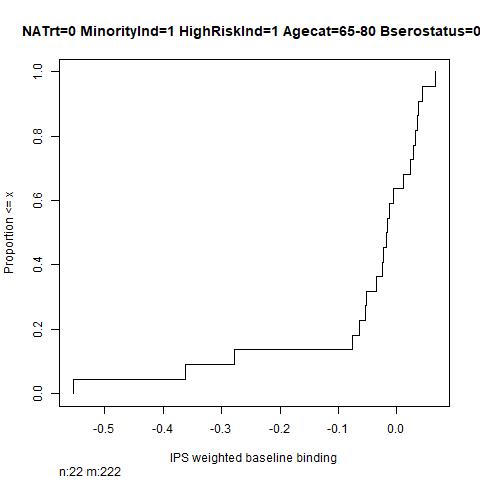 NATrt=0 MinorityInd=1 HighRiskInd=1 Agecat=65-80 Bserostatus=0
1.0
0.8
0.6
0.4
0.2
0.0
Proportion <= x
-0.5 -0.4 -0.3 -0.2 -0.1 0.0
IPS weighted baseline binding
n:22 m:222